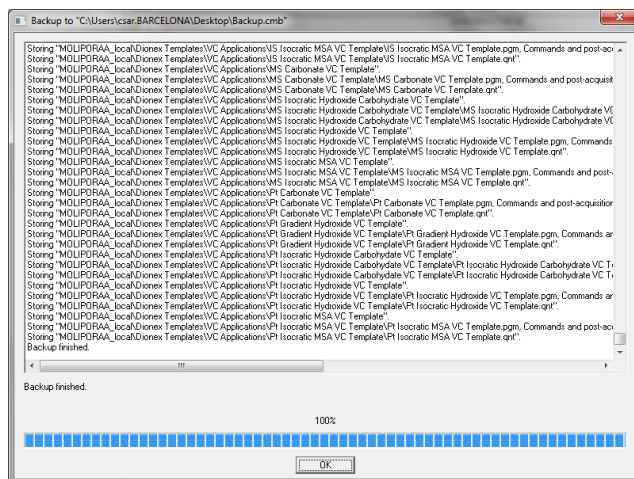 Backup to "C:\Users\csar.BARCELONA\Desktop\Backup.cmb"
Storing "MOLIPORAA_local\Dionex Templates\VC Applications\IS Isocratic MSA VC Template\IS Isocratic MSA VC Template.pgm, Commands and post-acq
Storing "MOLIPORAA_local\Dionex Templates\VC Applications\IS Isocratic MSA VC Template\IS Isocratic MSA VC Template.qnt".
Storing "MOLIPORAA_local\Dionex Templates\VC Applications\MS Carbonate VC Template".
Storing "MOLIPORAA_local\Dionex Templates\VC Applications\MS Carbonate VC Template\MS Carbonate VC Template.pgm, Commands and post-acquisit
Storing "MOLIPORAA_local\Dionex Templates\VC Applications\MS Carbonate VC Template\MS Carbonate VC Template.qnt".
Storing "MOLIPORAA_local\Dionex Templates\VC Applications\MS Isocratic Hydroxide Carbohydrate VC Template".
Storing "MOLIPORAA_local\Dionex Templates\VC Applications\MS Isocratic Hydroxide Carbohydrate VC Template\MS Isocratic Hydroxide Carbohydrate VC
Storing "MOLIPORAA_local\Dionex Templates\VC Applications\MS Isocratic Hydroxide Carbohydrate VC Template\MS Isocratic Hydroxide Carbohydrate VC
Storing "MOLIPORAA_local\Dionex Templates\VC Applications\MS Isocratic Hydroxide VC Template".
Storing "MOLIPORAA_local\Dionex Templates\VC Applications\MS Isocratic Hydroxide VC Template\MS Isocratic Hydroxide VC Template.pgm, Commands
Storing "MOLIPORAA_local\Dionex Templates\VC Applications\MS Isocratic Hydroxide VC Template\MS Isocratic Hydroxide VC Template.qnt".
Storing "MOLIPORAA_local\Dionex Templates\VC Applications\MS Isocratic MSA VC Template".
Storing "MOLIPORAA_local\Dionex Templates\VC Applications\MS Isocratic MSA VC Template\MS Isocratic MSA VC Template.pgm, Commands and post-
Storing "MOLIPORAA_local\Dionex Templates\VC Applications\MS Isocratic MSA VC Template\MS Isocratic MSA VC Template.qnt".
Storing "MOLIPORAA_local\Dionex Templates\VC Applications\Pt Carbonate VC Template".
Storing "MOLIPORAA_local\Dionex Templates\VC Applications\Pt Carbonate VC Template\Pt Carbonate VC Template.pgm, Commands and post-acquisition
Storing "MOLIPORAA_local\Dionex Templates\VC Applications\Pt Carbonate VC Template\Pt Carbonate VC Template.qnt".
Storing "MOLIPORAA_local\Dionex Templates\VC Applications\Pt Gradient Hydroxide VC Template".
Storing "MOLIPORAA_local\Dionex Templates\VC Applications\Pt Gradient Hydroxide VC Template\Pt Gradient Hydroxide VC Template.pgm, Commands ar
Storing "MOLIPORAA_local\Dionex Templates\VC Applications\Pt Gradient Hydroxide VC Template\Pt Gradient Hydroxide VC Template.qnt".
Storing "MOLIPORAA_local\Dionex Templates\VC Applications\Pt Isocratic Hydroxide Carbohydate VC Template".
Storing "MOLIPORAA_local\Dionex Templates\VC Applications\Pt Isocratic Hydroxide Carbohydate VC Template\Pt Isocratic Hydroxide Carbohydrate VC T
Storing "MOLIPORAA_local\Dionex Templates\VC Applications\Pt Isocratic Hydroxide Carbohydate VC Template\Pt Isocratic Hydroxide Carbohydrate VC T
Storing "MOLIPORAA_local\Dionex Templates\VC Applications\Pt Isocratic Hydroxide VC Template".
Storing "MOLIPORAA_local\Dionex Templates\VC Applications\Pt Isocratic Hydroxide VC Template\Pt Isocratic Hydroxide VC Template.pgm, Commands ar
Storing "MOLIPORAA_local\Dionex Templates\VC Applications\Pt Isocratic Hydroxide VC Template\Pt Isocratic Hydroxide VC Template.qnt".
Storing "MOLIPORAA_local\Dionex Templates\VC Applications\Pt Isocratic MSA VC Template".
Storing "MOLIPORAA_local\Dionex Templates\VC Applications\Pt Isocratic MSA VC Template\Pt Isocratic MSA VC Template.pgm, Commands and post-acq
Storing "MOLIPORAA_local\Dionex Templates\VC Applications\Pt Isocratic MSA VC Template\Pt Isocratic MSA VC Template.qnt".
Backup finished.
Backup finished.
100%
OK